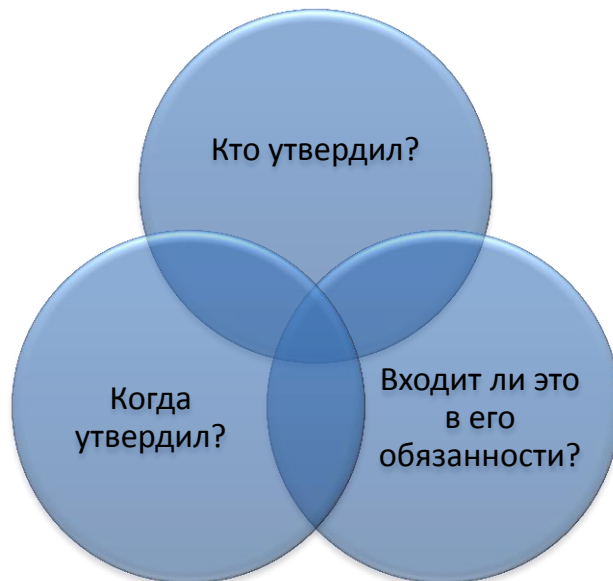 Кто утвердил?
Когда
утвердил?
Входит ли это
в его
обязанности?